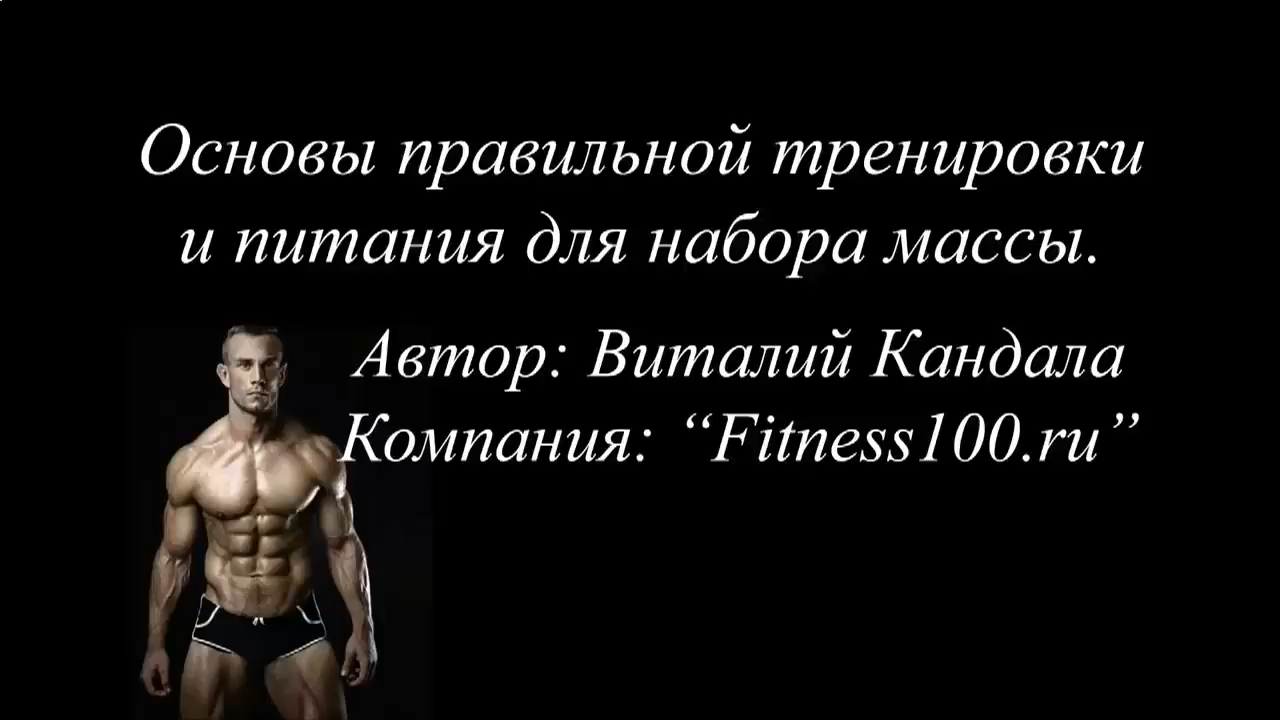 Основы правильной тренировки
и питания для набора массы.
Автор: Виталий Кандала
Компания: “Fitness100.ru”